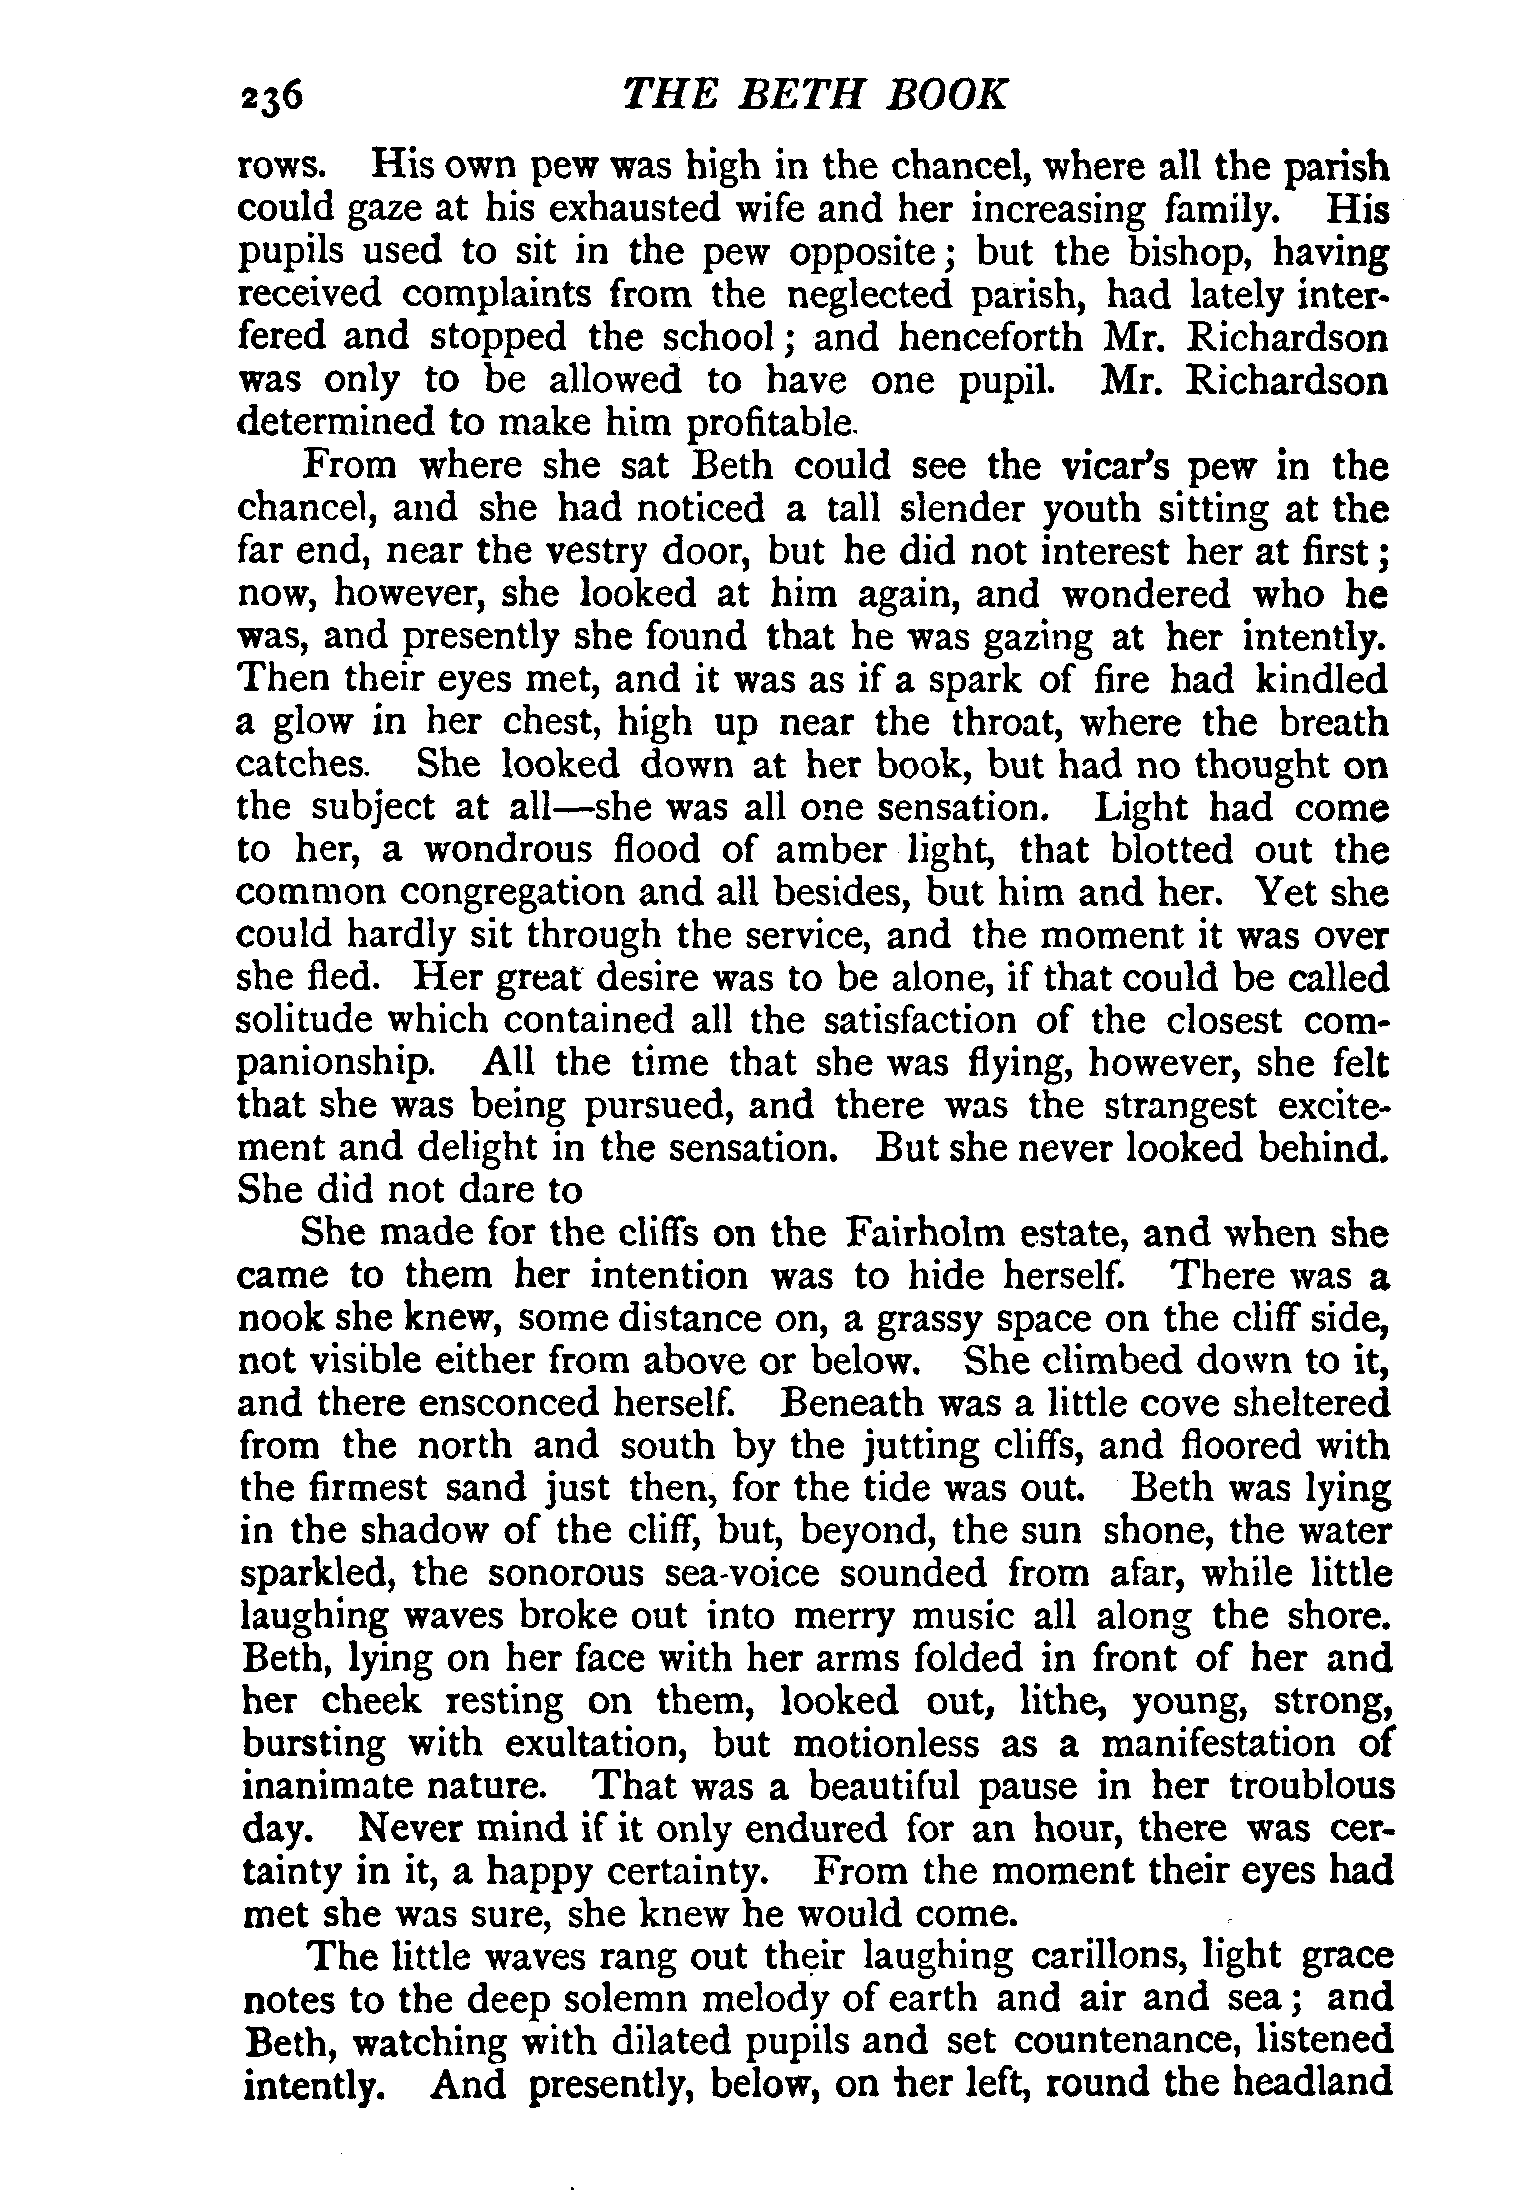 236 THE BETH BOOK
rows. His own pew was high in the chancel, where all the parish
could gaze at his exhausted wife and her increasing family. His
pupils used to sit in the pew opposite; but the bishop, having
received complaints from the neglected parish, had lately inter-
fered and stopped the school; and henceforth Mr. Richardson
was only to be allowed to have one pupil. Mr. Richardson
determined to make him profitable.
From where she sat Beth could see the vicar's pew in the
chancel, and she had noticed a tall slender youth sitting at the
far end, near the vestry door, but he did not interest her at first;
now, however, she looked at him again, and wondered who he
was, and presently she found that he was gazing at her intently.
Then their eyes met, and it was as if a spark of fire had kindled
a glow in her chest, high up near the throat, where the breath
catches. She looked down at her book, but had no thought on
the subject at all—she was all one sensation. Light had come
to her, a wondrous flood of amber light, that blotted out the
common congregation and all besides, but him and her. Yet she
could hardly sit through the service, and the moment it was over
she fled. Her great desire was to be alone, if that could be called
solitude which contained all the satisfaction of the closest com-
panionship. All the time that she was flying, however, she felt
that she was being pursued, and there was the strangest excite-
ment and delight in the sensation. But she never looked behind.
She did not dare to
She made for the cliffs on the Fairholm estate, and when she
came to them her intention was to hide herself. There was a
nook she knew, some distance on, a grassy space on the cliff side,
not visible either from above or below. She climbed down to it,
and there ensconced herself. Beneath was a little cove sheltered
from the north and south by the jutting cliffs, and floored with
the firmest sand just then, for the tide was out. Beth was lying
in the shadow of the cliff, but, beyond, the sun shone, the water
sparkled, the sonorous sea-voice sounded from afar, while little
laughing waves broke out into merry music all along the shore.
Beth, lying on her face with her arms folded in front of her and
her cheek resting on them, looked out, lithe, young, strong,
bursting with exultation, but motionless as a manifestation of
inanimate nature. That was a beautiful pause in her troublous
day. Never mind if it only endured for an hour, there was cer-
tainty in it, a happy certainty. From the moment their eyes had
met she was sure, she knew he would come.
The little waves rang out their laughing carillons, light grace
notes to the deep solemn melody of earth and air and sea; and
Beth, watching with dilated pupils and set countenance, listened
intently. And presently, below, on her left, round the headland